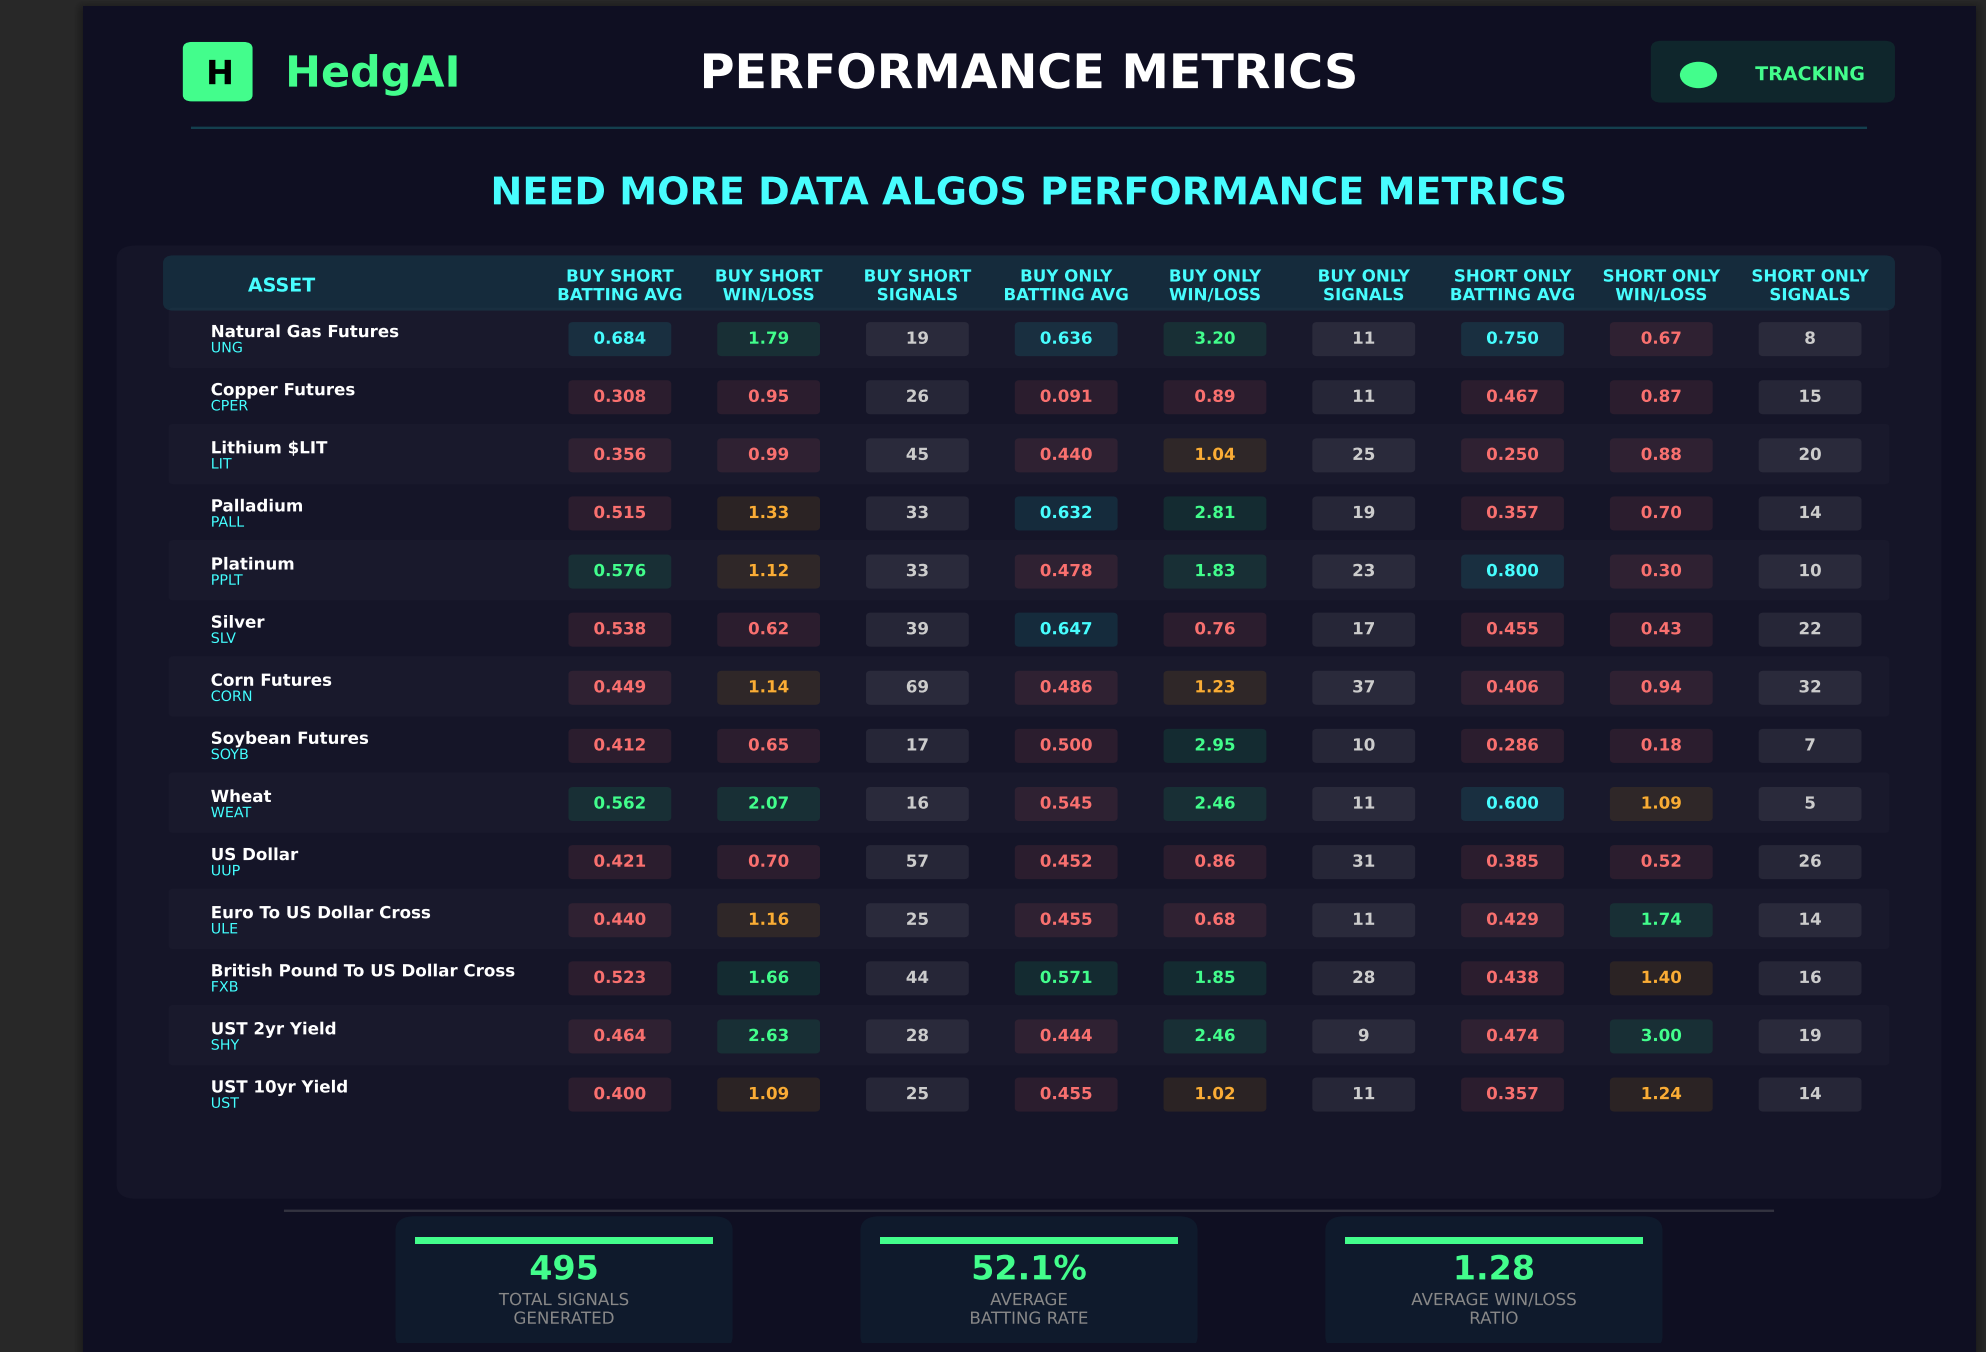 H HedgAI PERFORMANCE METRICS TRACKING
NEED MORE DATA ALGOS PERFORMANCE METRICS
ASSET BUY SHORT BATTING AVG BUY SHORT WIN/LOSS BUY SHORT SIGNALS BUY ONLY BATTING AVG BUY ONLY WIN/LOSS BUY ONLY SIGNALS SHORT ONLY BATTING AVG SHORT ONLY WIN/LOSS SHORT ONLY SIGNALS
Natural Gas Futures UNG 0.684 1.79 19 0.636 3.20 11 0.750 0.67 8
Copper Futures CPER 0.308 0.95 26 0.091 0.89 11 0.467 0.87 15
Lithium $LIT LIT 0.356 0.99 45 0.440 1.04 25 0.250 0.88 20
Palladium PALL 0.515 1.33 33 0.632 2.81 19 0.357 0.70 14
Platinum PPLT 0.576 1.12 33 0.478 1.83 23 0.800 0.30 10
Silver SLV 0.538 0.62 39 0.647 0.76 17 0.455 0.43 22
Corn Futures CORN 0.449 1.14 69 0.486 1.23 37 0.406 0.94 32
Soybean Futures SOYB 0.412 0.65 17 0.500 2.95 10 0.286 0.18 7
Wheat WEAT 0.562 2.07 16 0.545 2.46 11 0.600 1.09 5
US Dollar UUP 0.421 0.70 57 0.452 0.86 31 0.385 0.52 26
Euro To US Dollar Cross ULE 0.440 1.16 25 0.455 0.68 11 0.429 1.74 14
British Pound To US Dollar Cross FXB 0.523 1.66 44 0.571 1.85 28 0.438 1.40 16
UST 2yr Yield SHY 0.464 2.63 28 0.444 2.46 9 0.474 3.00 19
UST 10yr Yield UST 0.400 1.09 25 0.455 1.02 11 0.357 1.24 14
495 52.1% 1.28
TOTAL SIGNALS GENERATED AVERAGE BATTING RATE AVERAGE WIN/LOSS RATIO